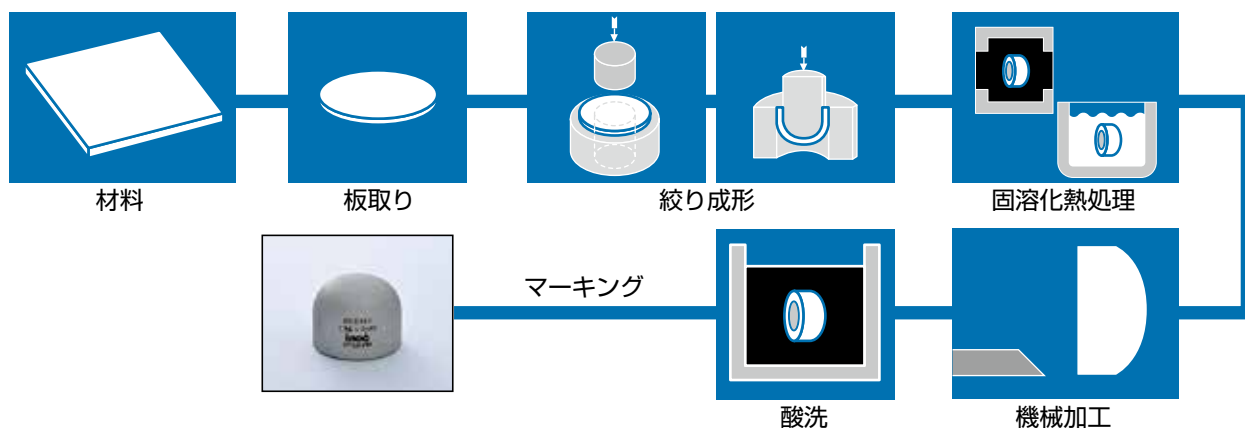 材料
板取り
絞り成形
固溶化熱処理
マーキング
酸洗
機械加工
inoc